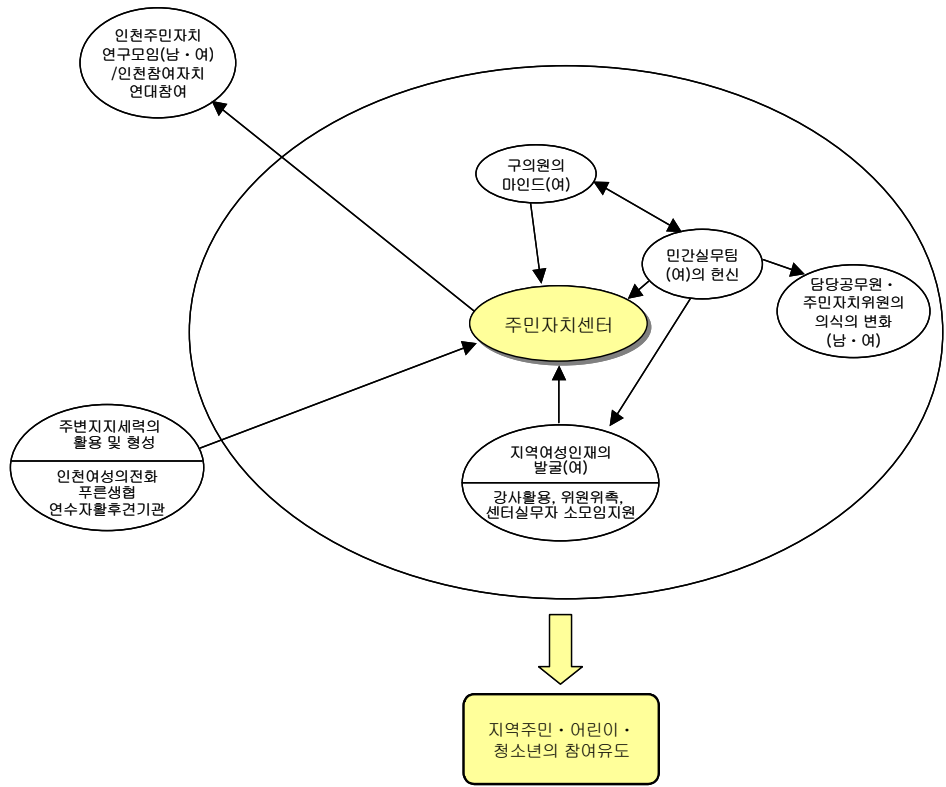 인천주민자치
연구모임(남・여)
/인천참여자치
연대참여
구의원의
마인드(여)
민간실무팀
(여)의 헌신
담당공무원・
주민자치위원의
의식의 변화
(남・여)
주민자치센터
주변지지세력의
활용 및 형성
인천여성의전화
푸른생협
연수자활후견기관
지역여성인재의
발굴(여)
강사활용, 위원위촉,
센터실무자 소모임지원
지역주민・어린이・
청소년의 참여유도